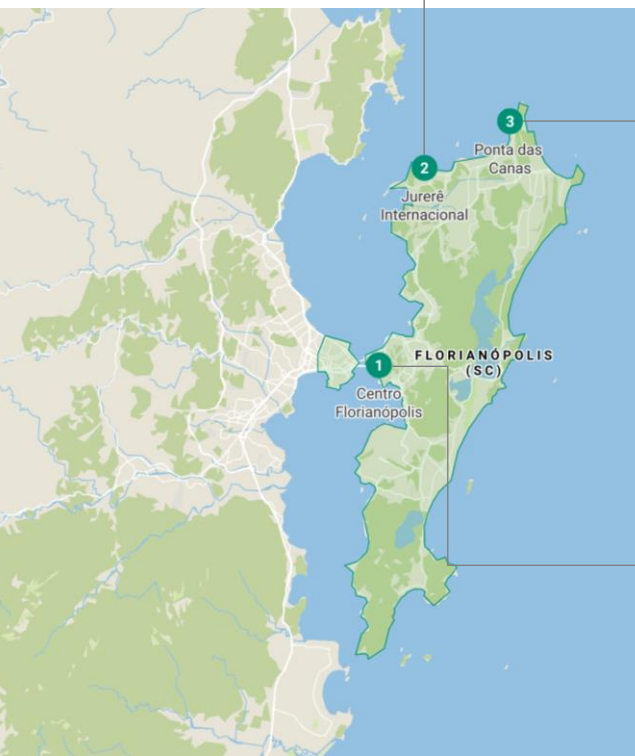 3
Ponta das
Canas
2
Jurerê
Internacional
FLORIANÓPOLIS
(SC)
1
Centro
Florianópolis